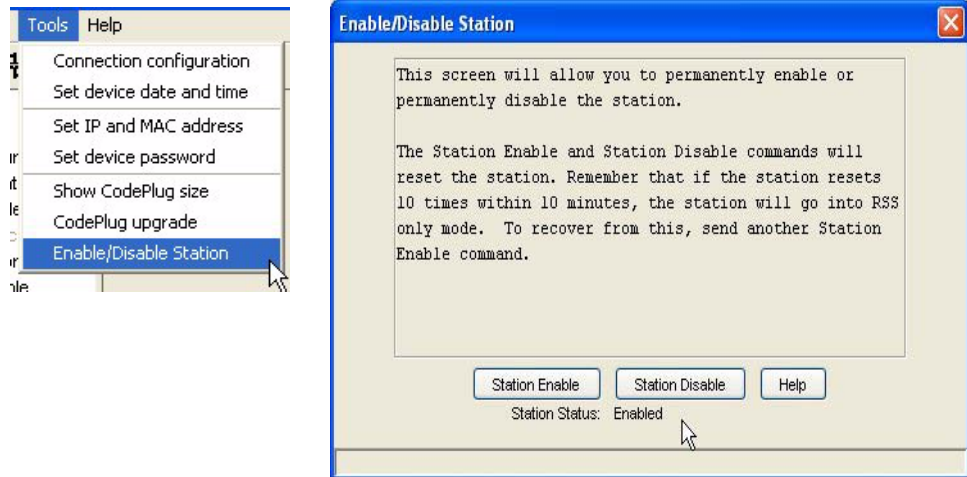 Tools Help
Connection configuration
Set device date and time
Set IP and MAC address
Set device password
Show CodePlug size
CodePlug upgrade
Enable/Disable Station
Enable/Disable Station
This screen will allow you to permanently enable or
permanently disable the station.
The Station Enable and Station Disable commands will
reset the station. Remember that if the station resets
10 times within 10 minutes, the station will go into RSS
only mode. To recover from this, send another Station
Enable command.
Station Enable Station Disable Help
Station Status: Enabled